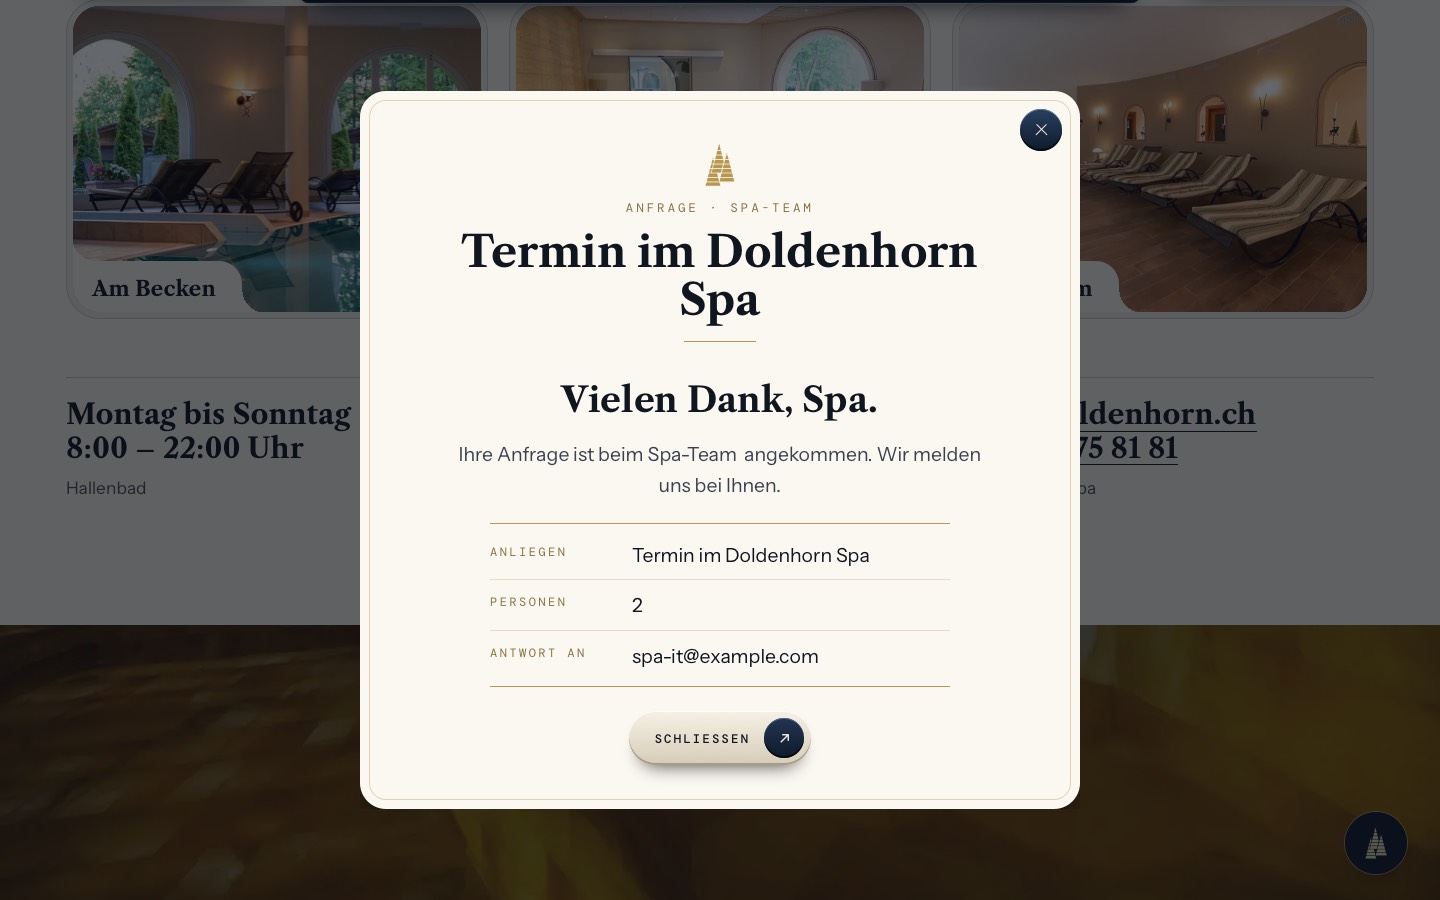 ANFRAGE · SPA-TEAM
Termin im Doldenhorn
Spa
Vielen Dank, Spa.
Ihre Anfrage ist beim Spa-Team angekommen. Wir melden
uns bei Ihnen.
ANLIEGEN Termin im Doldenhorn Spa
PERSONEN 2
ANTWORT AN spa-it@example.com
SCHLIESSEN
Am Becken
Montag bis Sonntag
8:00 – 22:00 Uhr
Hallenbad
ldenhorn.ch
75 81 81